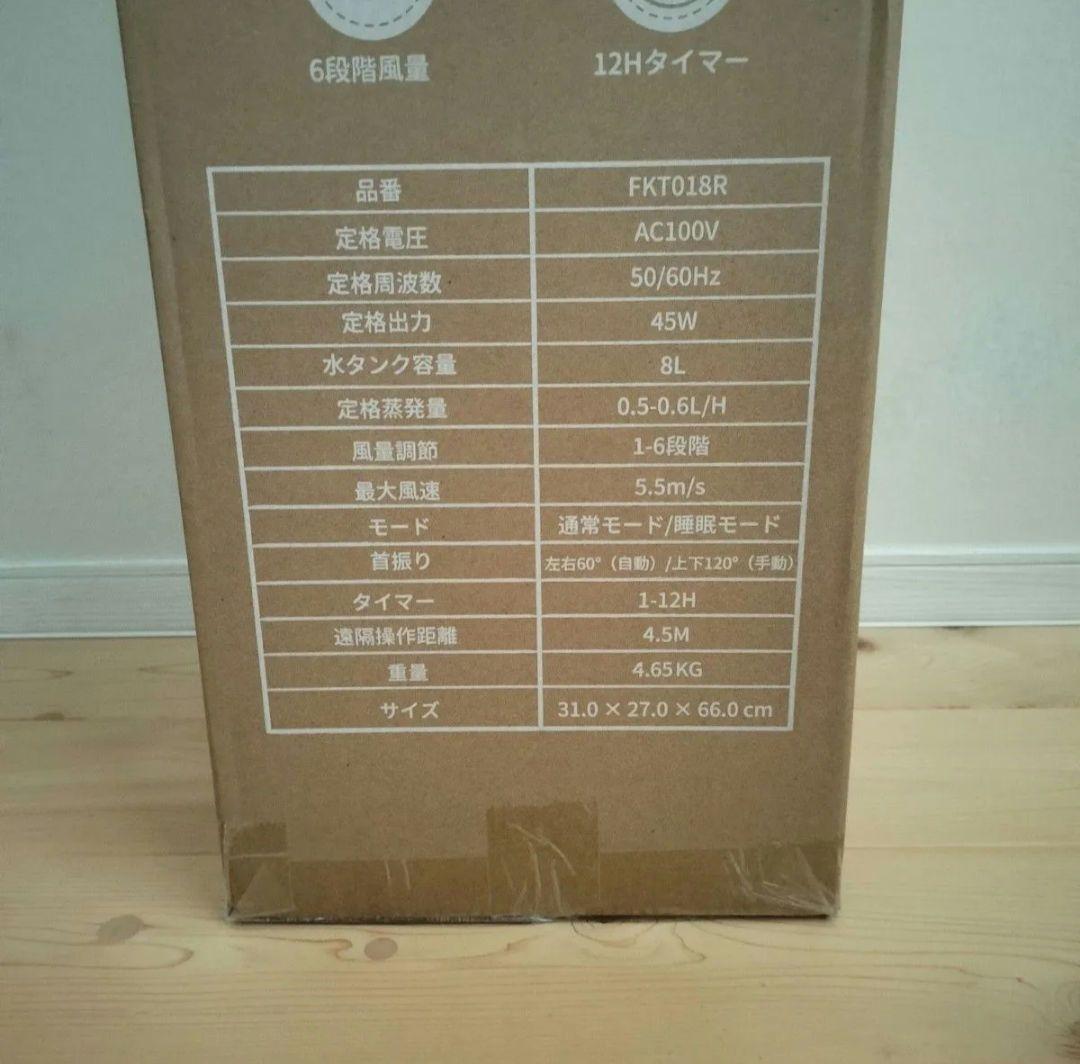 6段階風量 12Hタイマー
品番 FKT018R
定格電圧 AC100V
定格周波数 50/60Hz
定格出力 45W
水タンク容量 8L
定格蒸発量 0.5-0.6L/H
風量調節 1-6段階
最大風速 5.5m/s
モード 通常モード/睡眠モード
首振り 左右60°（自動）/上下120°（手動）
タイマー 1-12H
遠隔操作距離 4.5M
重量 4.65KG
サイズ 31.0 × 27.0 × 66.0 cm